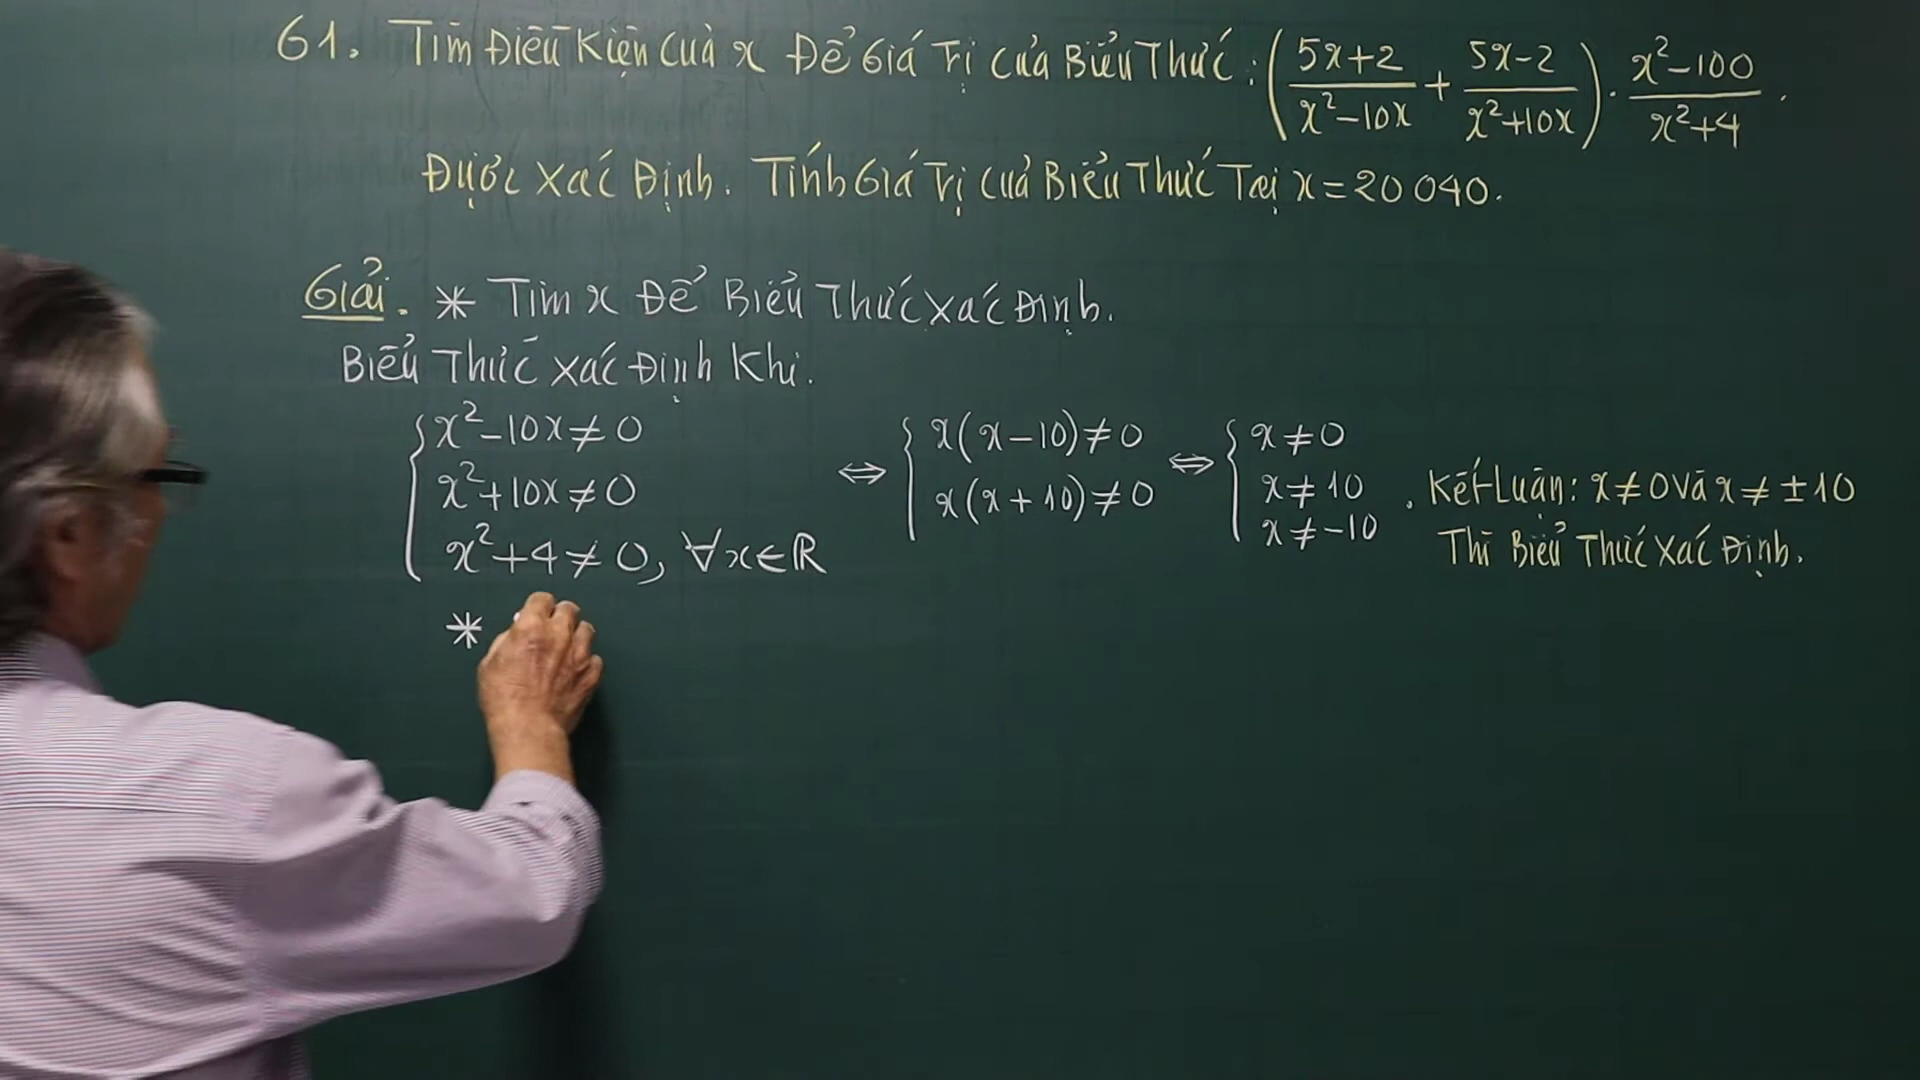 61. Tìm Điều Kiện Của x Để Giá Trị Của Biểu Thức: ((5x+2)/(x²-10x) + (5x-2)/(x²+10x)) . (x²-100)/(x²+4) .
Được Xác Định. Tính Giá Trị Của Biểu Thức Tại x = 20 040.
Giải. * Tìm x Để Biểu Thức Xác Định.
Biểu Thức Xác Định Khi.
{ x²-10x ≠ 0
x²+10x ≠ 0
x²+4 ≠ 0, ∀x∈ℝ
⇔ { x(x-10) ≠ 0
x(x+10) ≠ 0
⇔ { x ≠ 0
x ≠ 10
x ≠ -10
. Kết Luận: x ≠ 0 Và x ≠ ±10
Thì Biểu Thức Xác Định.
*